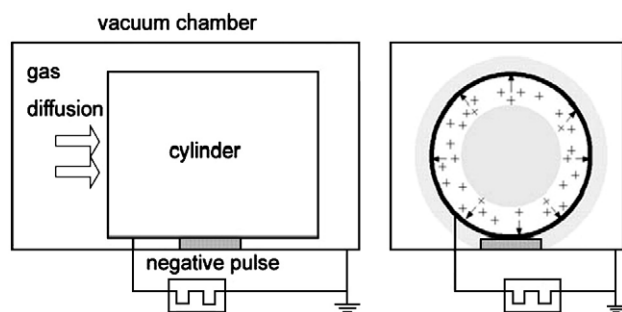 vacuum chamber
gas
diffusion
cylinder
negative pulse